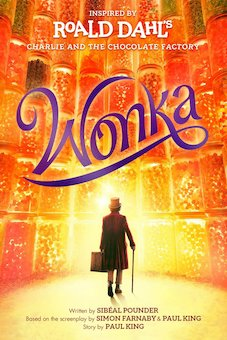 INSPIRED BY
ROALD DAHL'S
CHARLIE AND THE CHOCOLATE FACTORY
Wonka
Written by SIBÉAL POUNDER
Based on the screenplay by SIMON FARNABY & PAUL KING
Story by PAUL KING